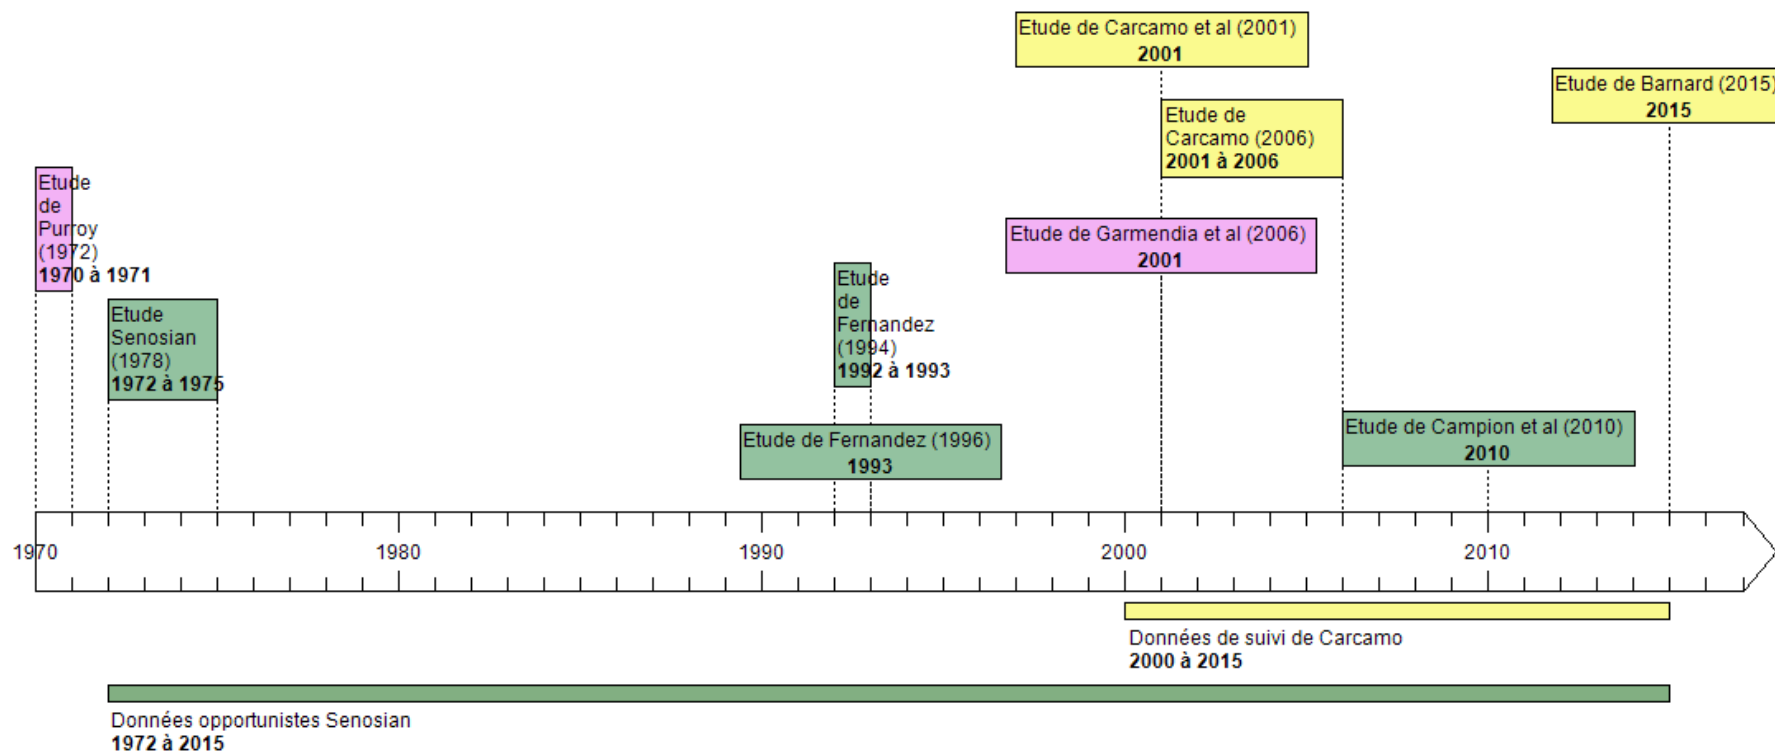 Etude de Carcamo et al (2001)
2001
Etude de Barnard (2015)
2015
Etude de
Carcamo (2006)
2001 à 2006
Etude
de
Purroy
(1972)
1970 à 1971
Etude de Garmendia et al (2006)
2001
Etude
de
Fernandez
(1994)
1992 à 1993
Etude
Senosian
(1978)
1972 à 1975
Etude de Fernandez (1996)
1993
Etude de Campion et al (2010)
2010
1970 1980 1990 2000 2010
Données de suivi de Carcamo
2000 à 2015
Données opportunistes Senosian
1972 à 2015